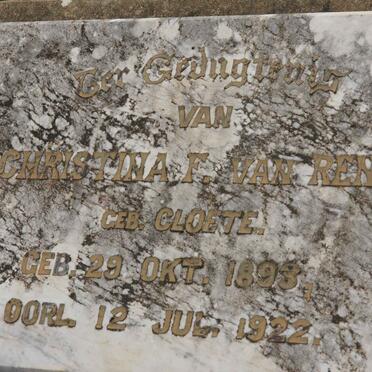 Ter Gedagtenis
VAN
CHRISTINA F. VAN REN
GEB. CLOETE.
GEB. 29 OKT. 1893,
OORL. 12 JUL. 1922.